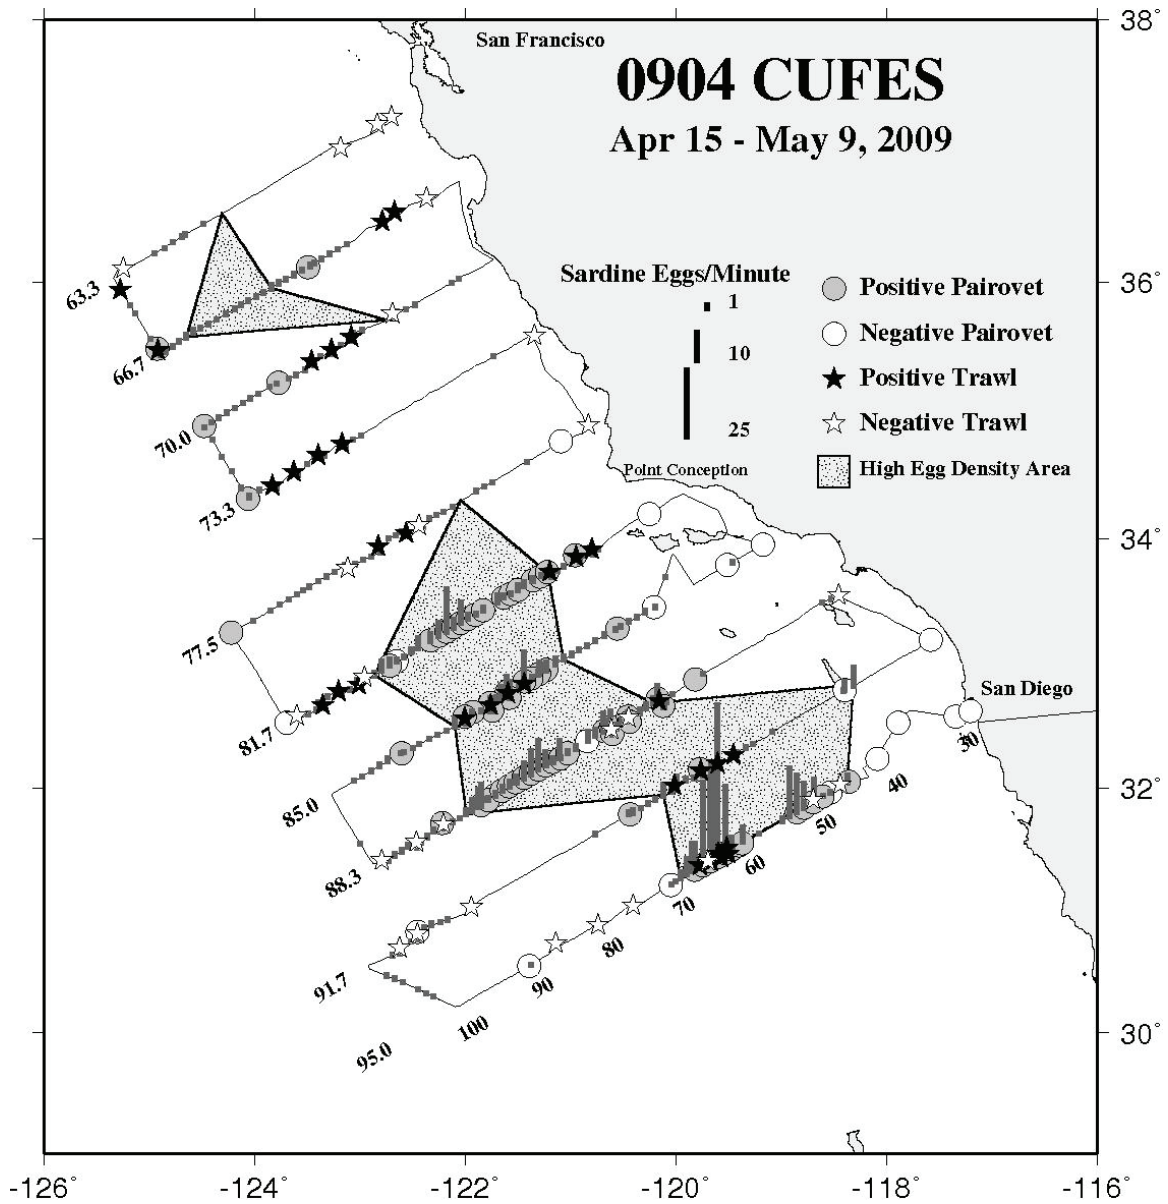 38°
San Francisco
0904 CUFES
Apr 15 - May 9, 2009
Sardine Eggs/Minute
1
10
25
Positive Pairovet
Negative Pairovet
Positive Trawl
Negative Trawl
High Egg Density Area
36°
63.3
66.7
70.0
73.3
Point Conception
34°
77.5
81.7
San Diego
30
40
85.0
32°
50
60
88.3
70
80
91.7
90
100
95.0
30°
-126°
-124°
-122°
-120°
-118°
-116°